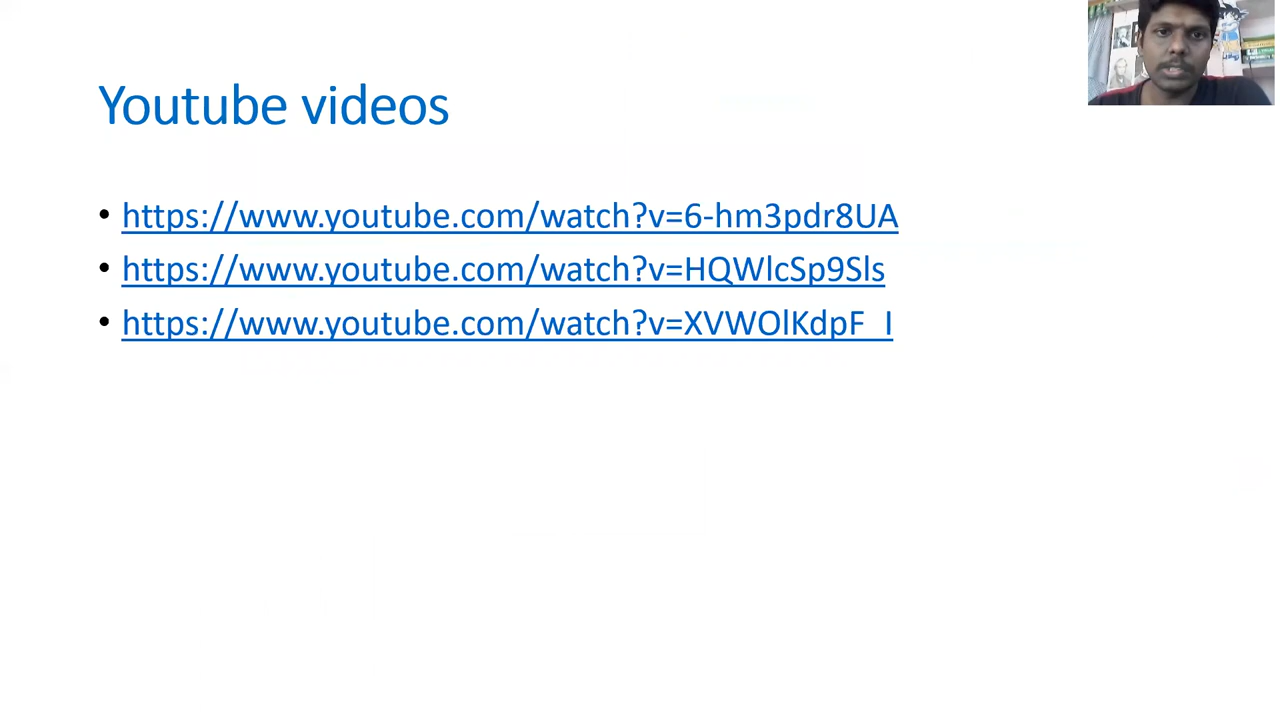 Youtube videos
• https://www.youtube.com/watch?v=6-hm3pdr8UA
• https://www.youtube.com/watch?v=HQWlcSp9Sls
• https://www.youtube.com/watch?v=XVWOlKdpF_I